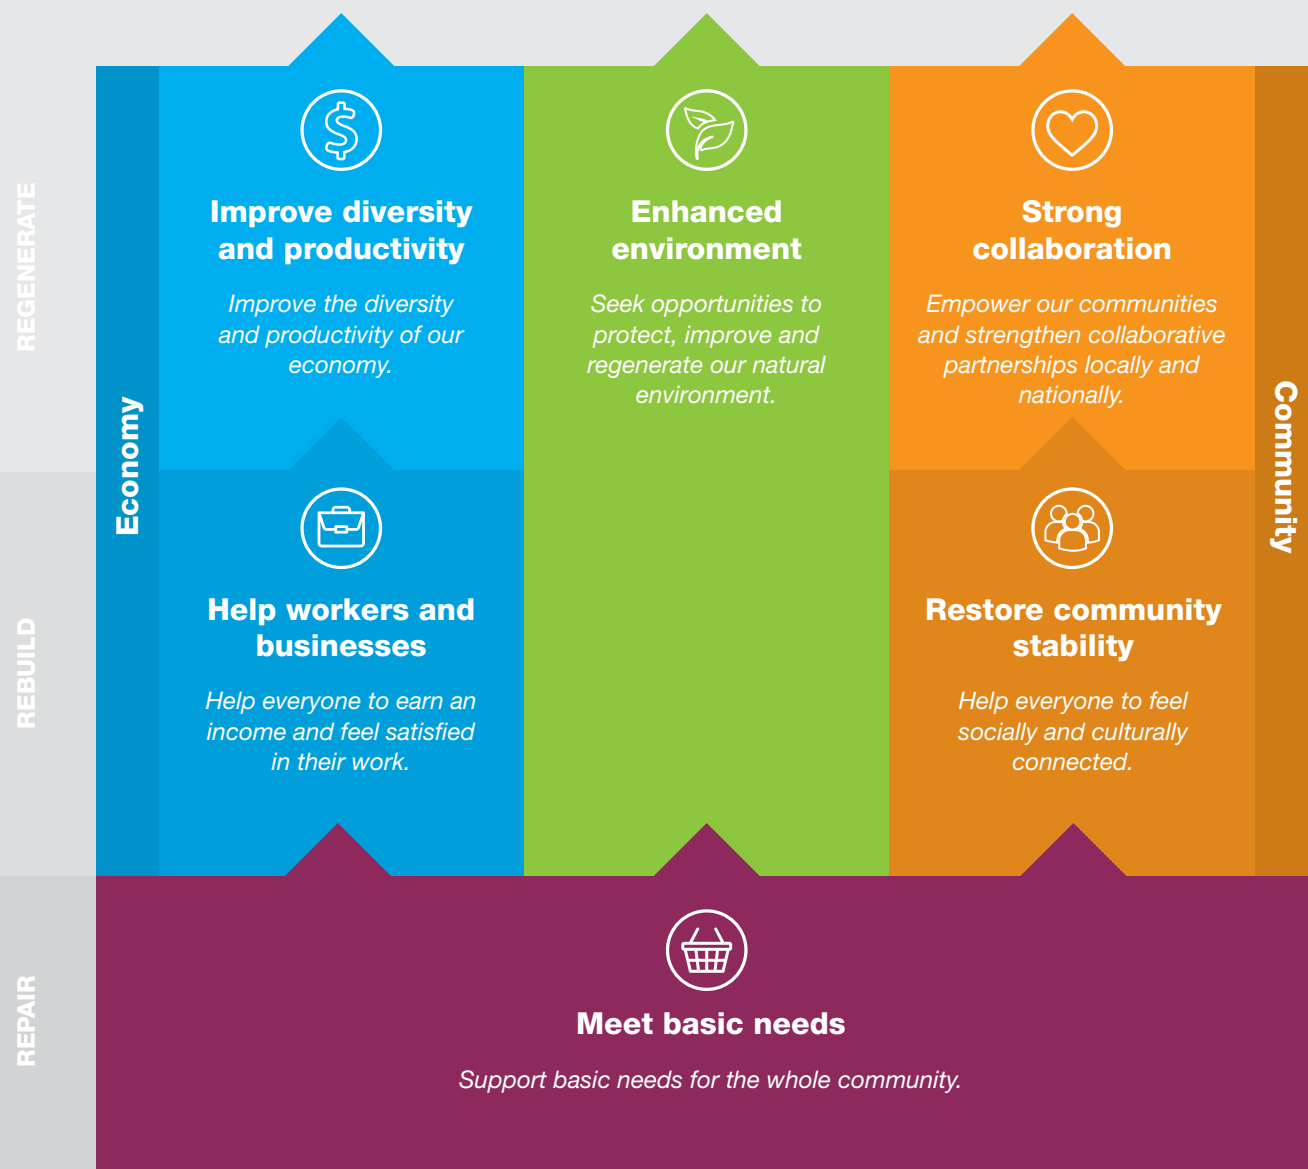 REGENERATE
Economy
Improve diversity
and productivity
Improve the diversity
and productivity of our
economy.
Enhanced
environment
Seek opportunities to
protect, improve and
regenerate our natural
environment.
Strong
collaboration
Empower our communities
and strengthen collaborative
partnerships locally and
nationally.
Community
REBUILD
Help workers and
businesses
Help everyone to earn an
income and feel satisfied
in their work.
Restore community
stability
Help everyone to feel
socially and culturally
connected.
REPAIR
Meet basic needs
Support basic needs for the whole community.